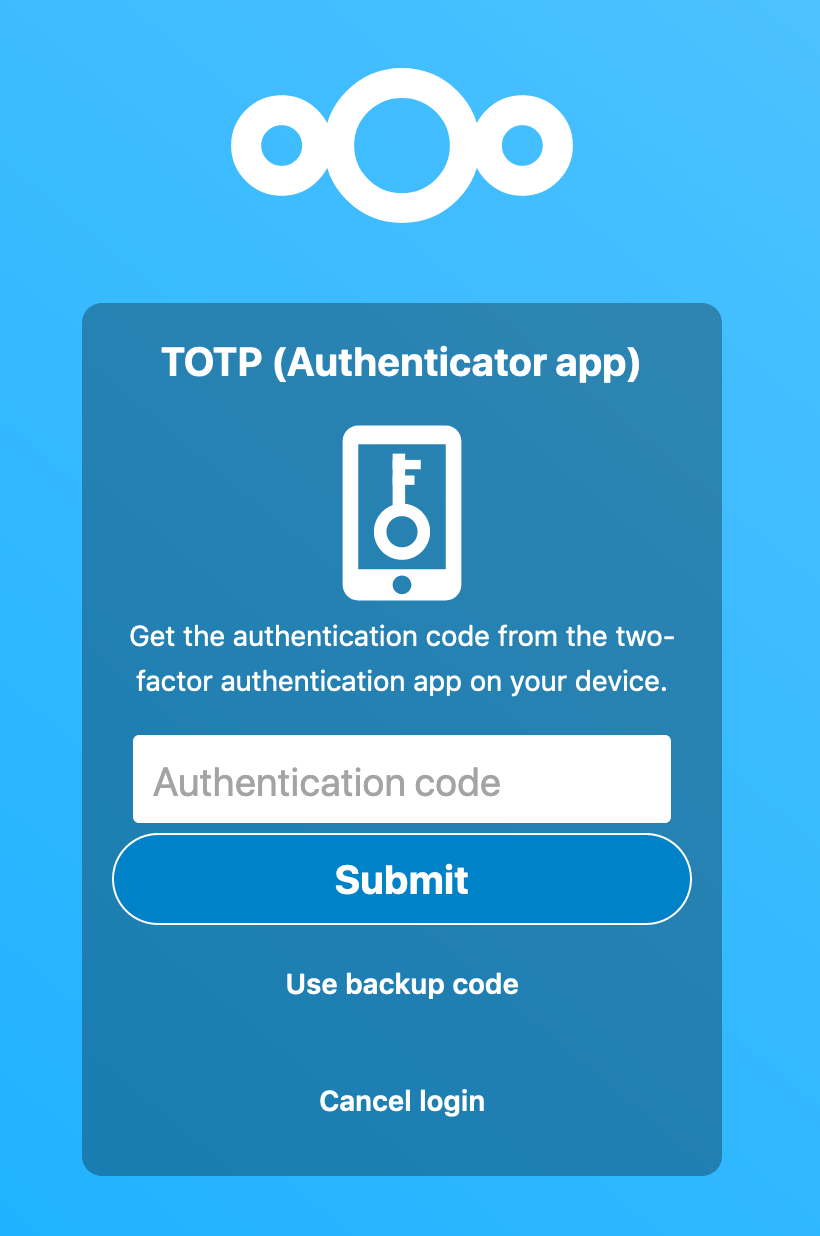 TOTP (Authenticator app)
Get the authentication code from the two-
factor authentication app on your device.
Authentication code
Submit
Use backup code
Cancel login